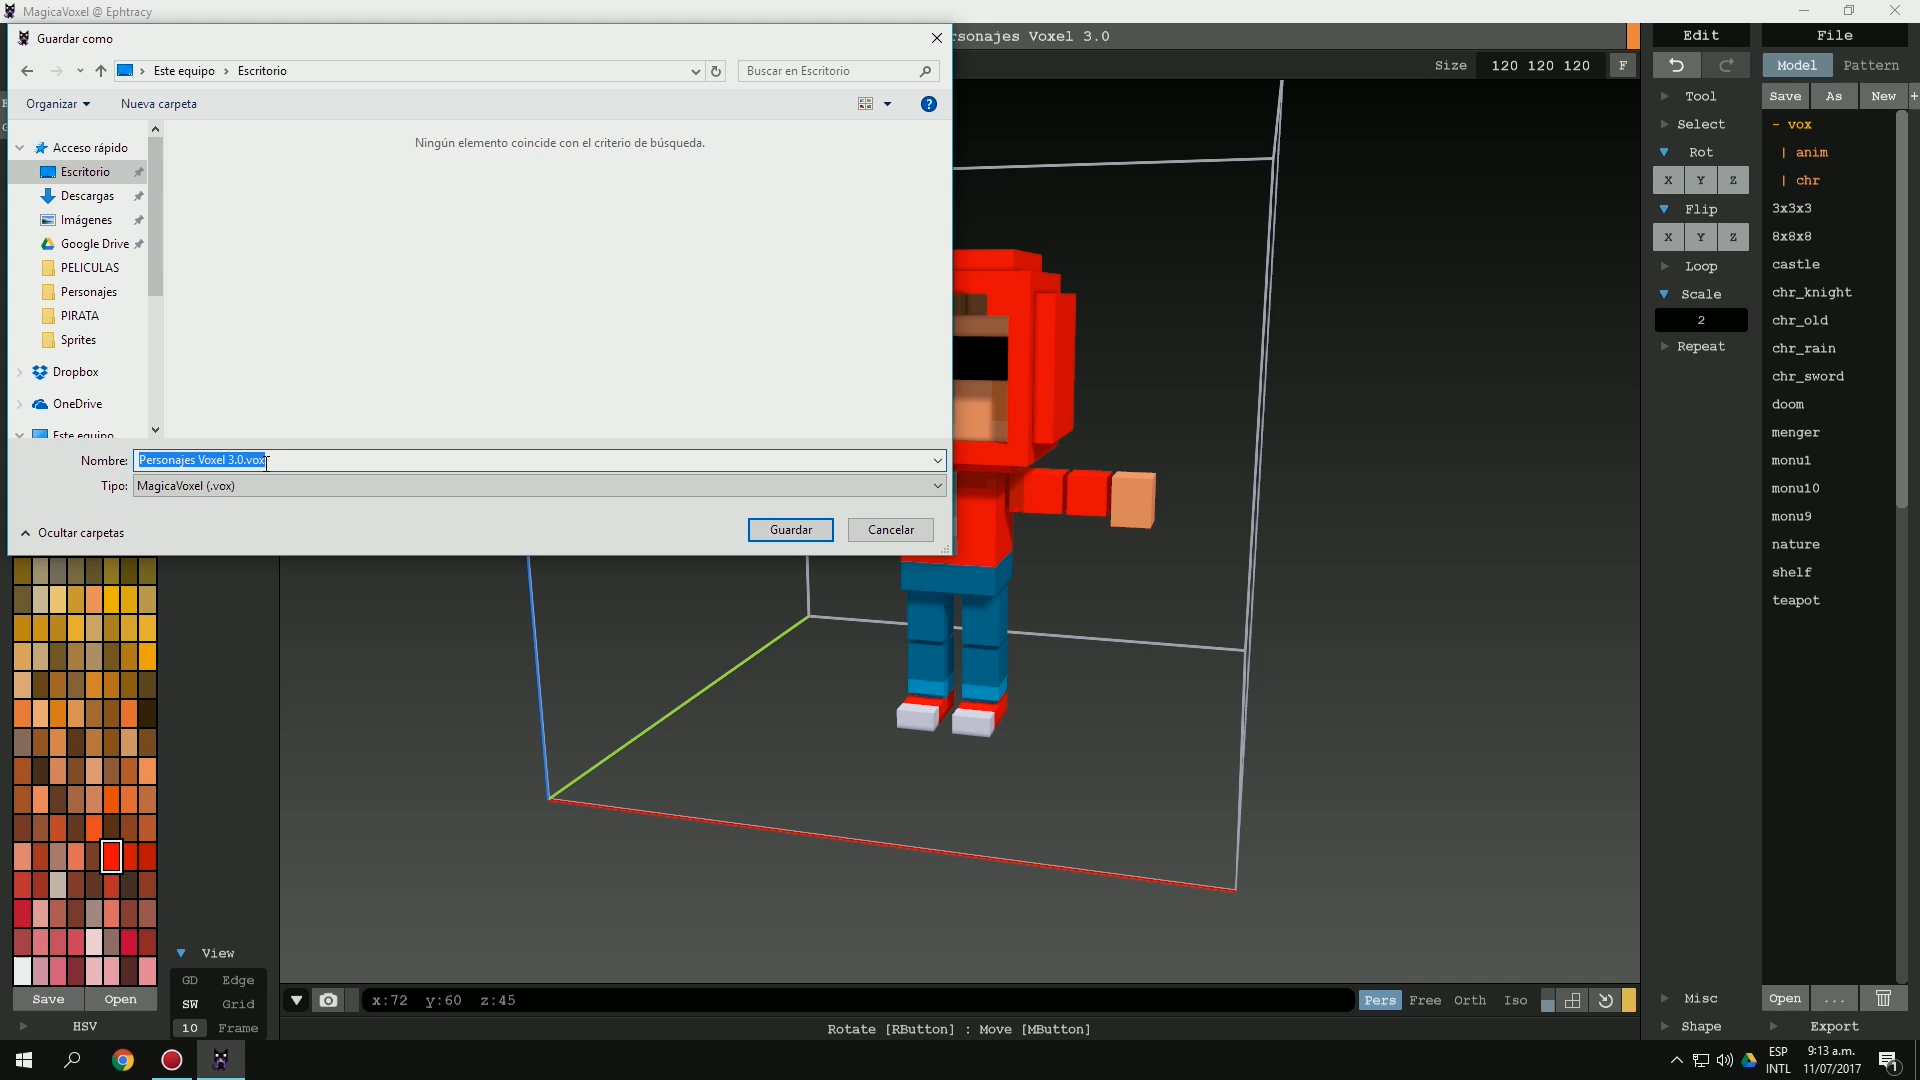 MagicaVoxel @ Ephtracy
Guardar como
rsonajes Voxel 3.0
Edit
File
Este equipo > Escritorio
Buscar en Escritorio
Size 120 120 120 F
Model Pattern
Organizar
Nueva carpeta
Tool
Save As New +
Ningún elemento coincide con el criterio de búsqueda.
Acceso rápido
Escritorio
Descargas
Imágenes
Google Drive
PELICULAS
Personajes
PIRATA
Sprites
Dropbox
OneDrive
Este equipo
Select
Rot
X Y Z
Flip
X Y Z
Loop
Scale
2
Repeat
- vox
| anim
| chr
3x3x3
8x8x8
castle
chr_knight
chr_old
chr_rain
chr_sword
doom
menger
monu1
monu10
monu9
nature
shelf
teapot
Nombre: Personajes Voxel 3.0.vox
Tipo: MagicaVoxel (.vox)
Ocultar carpetas
Guardar
Cancelar
View
GD Edge
SW Grid
10 Frame
Save Open
HSV
x:72 y:60 z:45
Pers Free Orth Iso
Rotate [RButton] : Move [MButton]
Misc
Shape
Open ...
Export
ESP
INTL
9:13 a.m.
11/07/2017
1